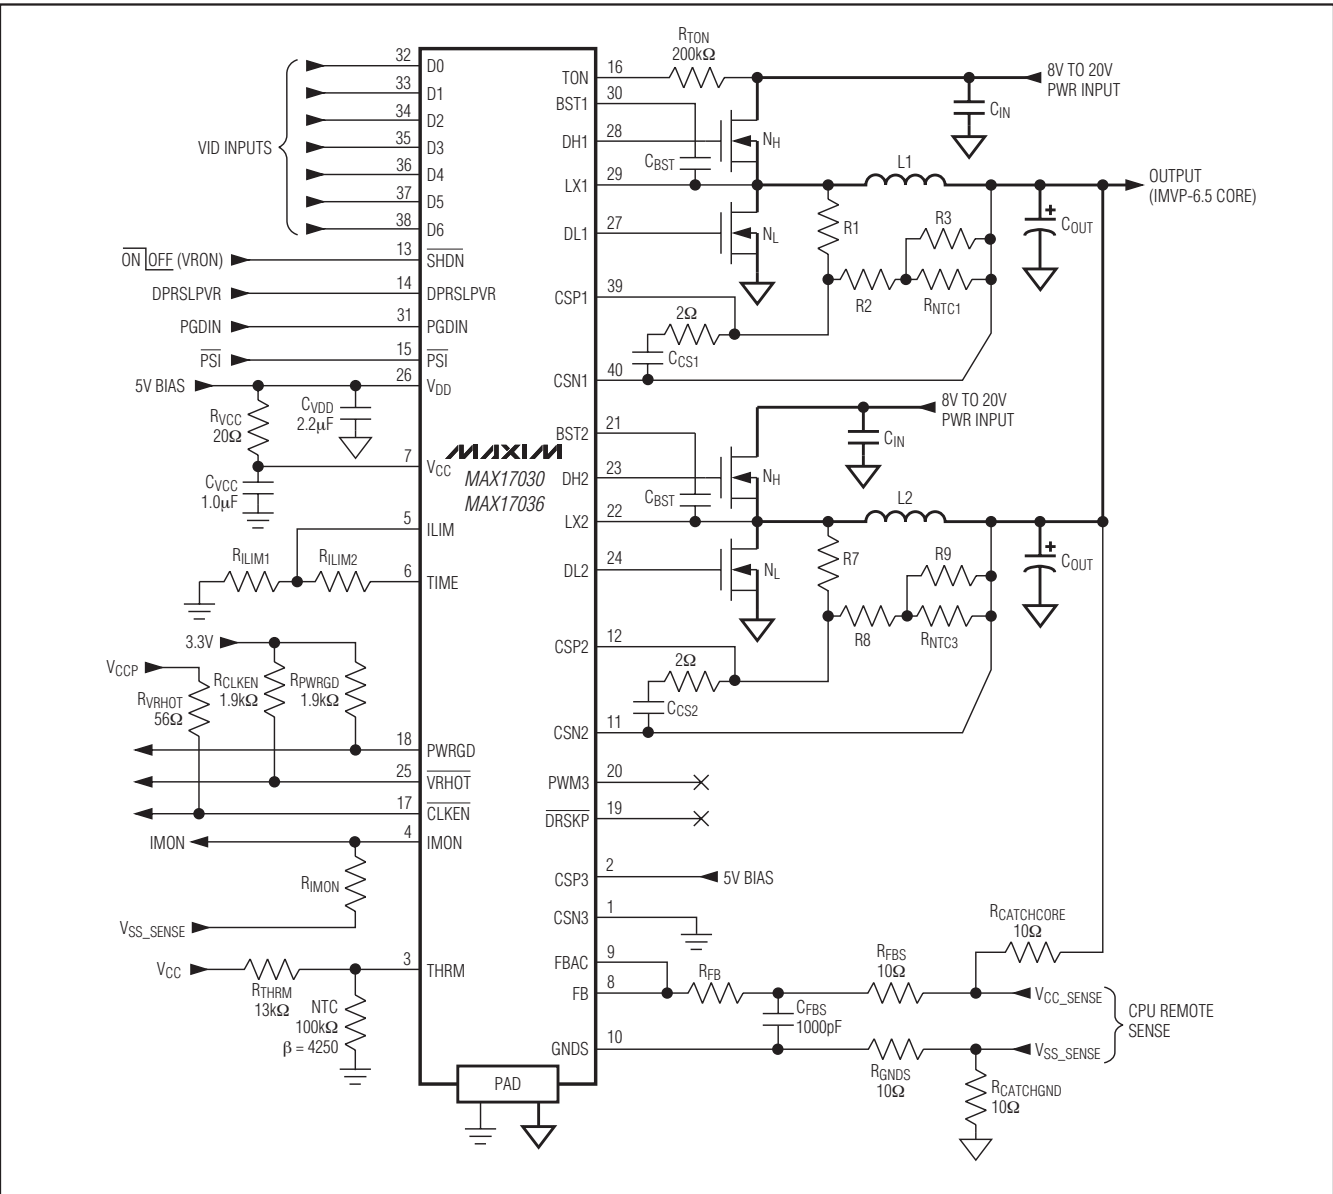 VID INPUTS
32
D0
33
D1
34
D2
35
D3
36
D4
37
D5
38
D6
ON OFF (VRON)
13
SHDN
DPRSLPVR
14
DPRSLPVR
PGDIN
31
PGDIN
PSI
15
PSI
5V BIAS
26
VDD
RVCC
20Ω
CVDD
2.2μF
7
VCC
CVCC
1.0μF
5
ILIM
RILIM1
RILIM2
6
TIME
3.3V
VCCP
RVRHOT
56Ω
RCLKEN
1.9kΩ
RPWRGD
1.9kΩ
18
PWRGD
25
VRHOT
17
CLKEN
IMON
4
IMON
RIMON
VSS_SENSE
VCC
3
THRM
RTHRM
13kΩ
NTC
100kΩ
β = 4250
MAXIM
MAX17030
MAX17036
PAD
TON
16
RTON
200kΩ
8V TO 20V
PWR INPUT
CIN
BST1
30
DH1
28
NH
CBST
LX1
29
L1
OUTPUT
(IMVP-6.5 CORE)
DL1
27
NL
R1
R3
COUT
R2
RNTC1
CSP1
39
2Ω
CCS1
CSN1
40
8V TO 20V
PWR INPUT
CIN
BST2
21
DH2
23
NH
CBST
LX2
22
L2
DL2
24
NL
R7
R9
COUT
R8
RNTC3
CSP2
12
2Ω
CCS2
CSN2
11
PWM3
20
DRSKP
19
CSP3
2
5V BIAS
CSN3
1
RCATCHCORE
10Ω
FBAC
9
FB
8
RFB
RFBS
10Ω
VCC_SENSE
CFBS
1000pF
CPU REMOTE
SENSE
GNDS
10
VSS_SENSE
RGNDS
10Ω
RCATCHGND
10Ω